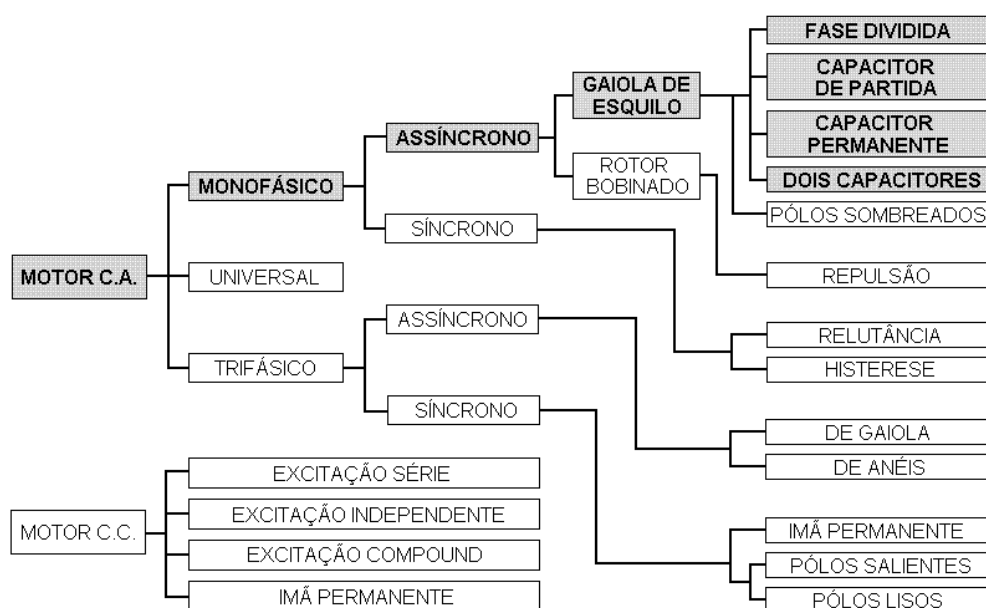 FASE DIVIDIDA
CAPACITOR
DE PARTIDA
CAPACITOR
PERMANENTE
DOIS CAPACITORES
PÓLOS SOMBREADOS
GAIOLA DE
ESQUILO
ROTOR
BOBINADO
ASSÍNCRONO
MONOFÁSICO
SÍNCRONO
MOTOR C.A.
UNIVERSAL
REPULSÃO
ASSÍNCRONO
RELUTÂNCIA
HISTERESE
TRIFÁSICO
SÍNCRONO
DE GAIOLA
DE ANÉIS
EXCITAÇÃO SÉRIE
EXCITAÇÃO INDEPENDENTE
MOTOR C.C.
EXCITAÇÃO COMPOUND
IMÃ PERMANENTE
IMÃ PERMANENTE
PÓLOS SALIENTES
PÓLOS LISOS